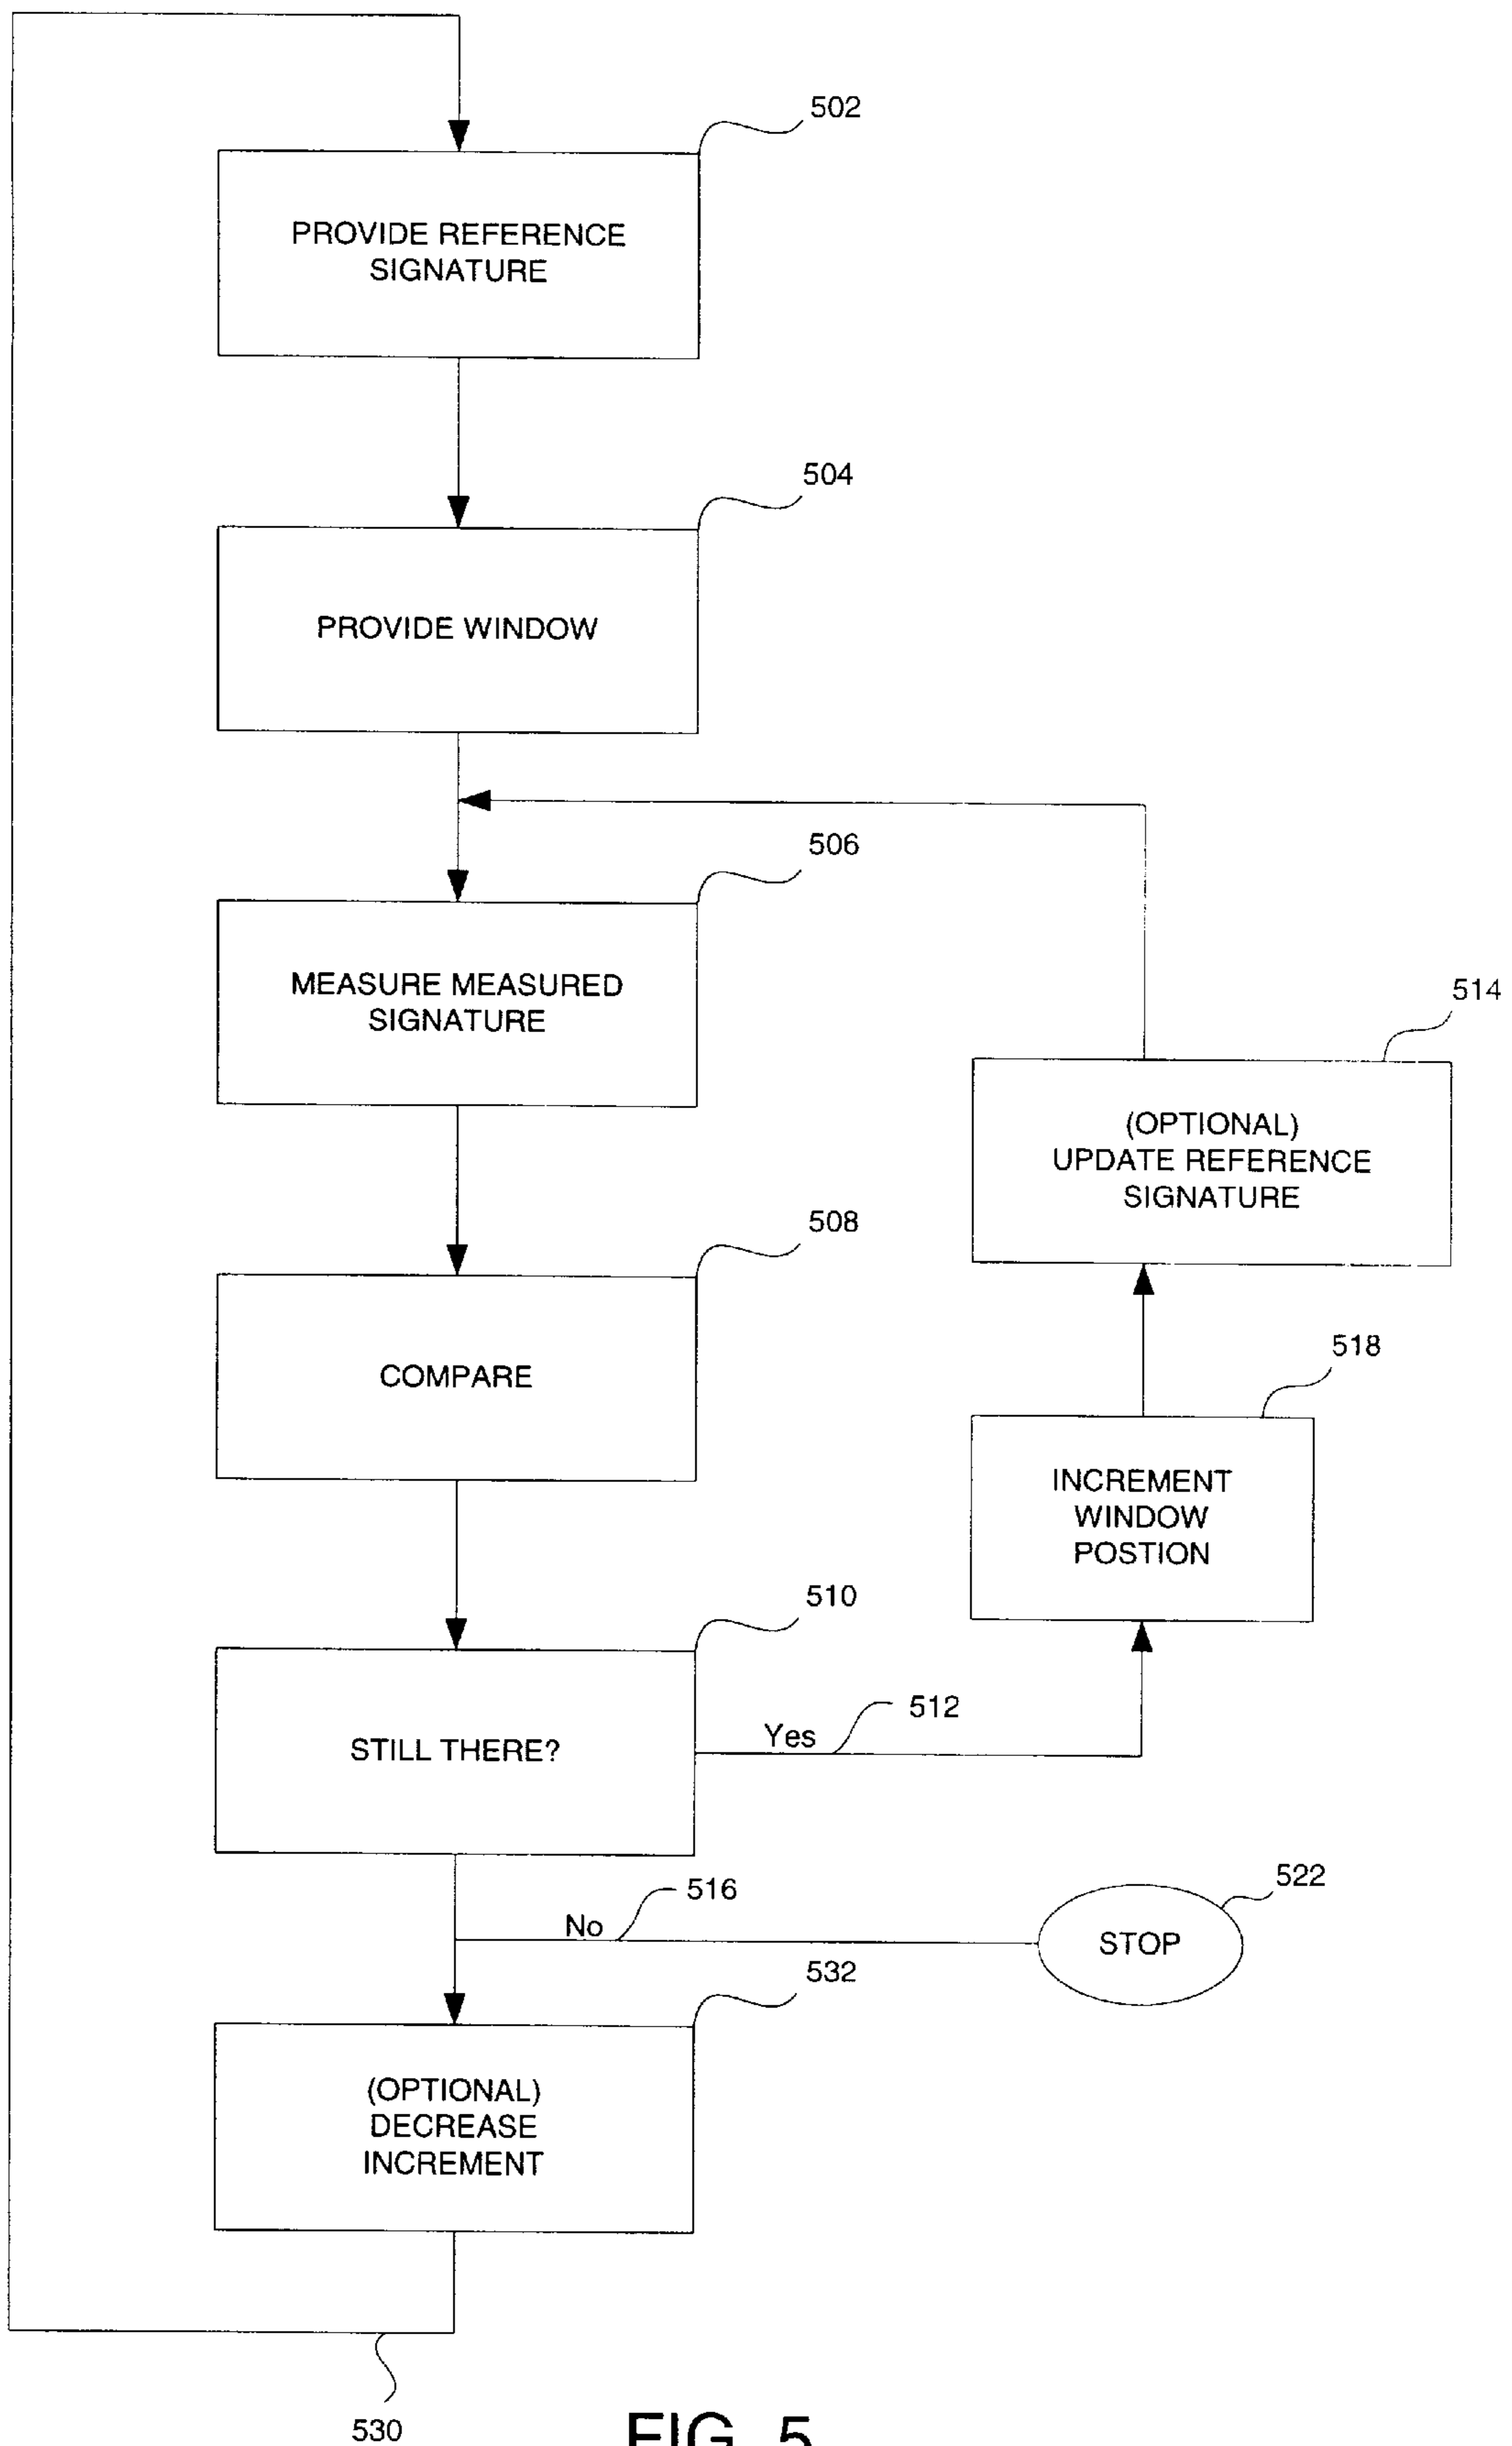 502
PROVIDE REFERENCE
SIGNATURE
504
PROVIDE WINDOW
506
MEASURE MEASURED
SIGNATURE
514
(OPTIONAL)
UPDATE REFERENCE
SIGNATURE
508
COMPARE
518
INCREMENT
WINDOW
POSTION
510
STILL THERE?
Yes
512
516
No
522
STOP
532
(OPTIONAL)
DECREASE
INCREMENT
530
FIG. 5